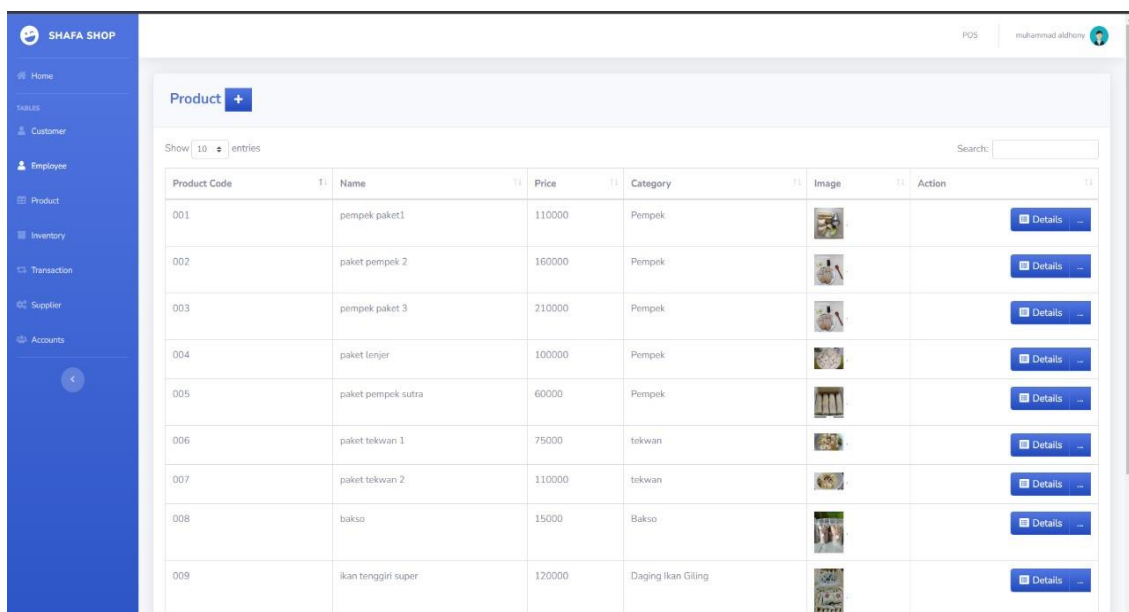 SHAFA SHOP
POS
muhammad aldhony
Home
TABLES
Customer
Employee
Product
Inventory
Transaction
Supplier
Accounts
Product +
Show 10 entries
Search:
Product Code Name Price Category Image Action
001 pempek paket1 110000 Pempek Details ...
002 paket pempek 2 160000 Pempek Details ...
003 pempek paket 3 210000 Pempek Details ...
004 paket lenjer 100000 Pempek Details ...
005 paket pempek sutra 60000 Pempek Details ...
006 paket tekwan 1 75000 tekwan Details ...
007 paket tekwan 2 110000 tekwan Details ...
008 bakso 15000 Bakso Details ...
009 ikan tenggiri super 120000 Daging Ikan Giling Details ...